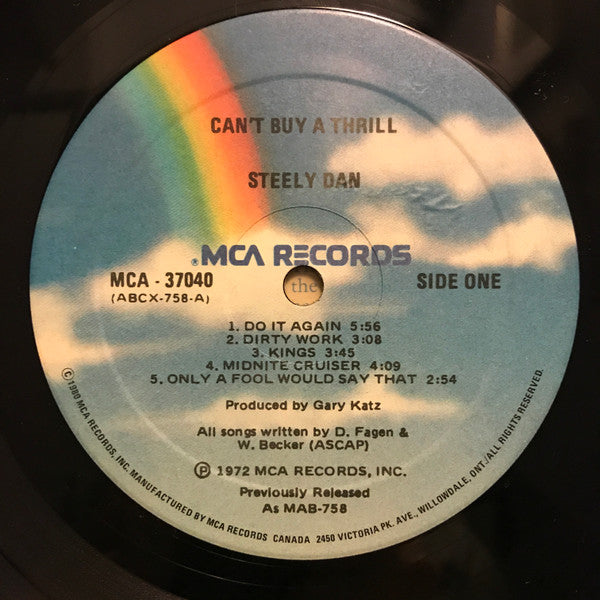 CAN'T BUY A THRILL
STEELY DAN
®MCA RECORDS
MCA - 37040
(ABCX-758-A)
the
SIDE ONE
1. DO IT AGAIN 5:56
2. DIRTY WORK 3:08
3. KINGS 3:45
4. MIDNITE CRUISER 4:09
5. ONLY A FOOL WOULD SAY THAT 2:54
Produced by Gary Katz
All songs written by D. Fagen &
W. Becker (ASCAP)
℗ 1972 MCA RECORDS, INC.
Previously Released
As MAB-758
©1980 MCA RECORDS, INC. MANUFACTURED BY MCA RECORDS CANADA 2450 VICTORIA PK. AVE., WILLOWDALE, ONT./ALL RIGHTS RESERVED.